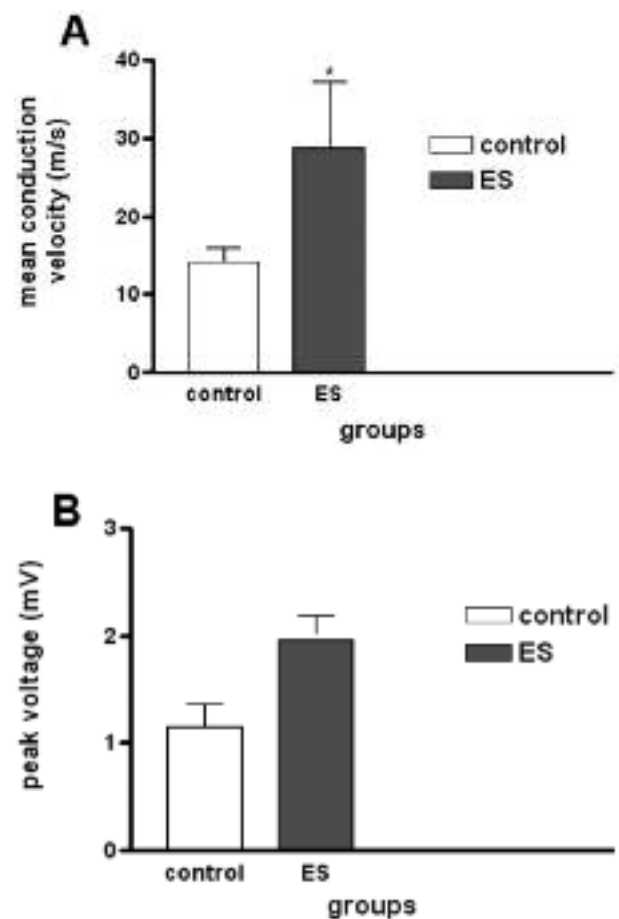 A
mean conduction
velocity (m/s)
40
30
20
10
0
*
control
ES
control ES
groups
B
peak voltage (mV)
3
2
1
0
control
ES
control ES
groups